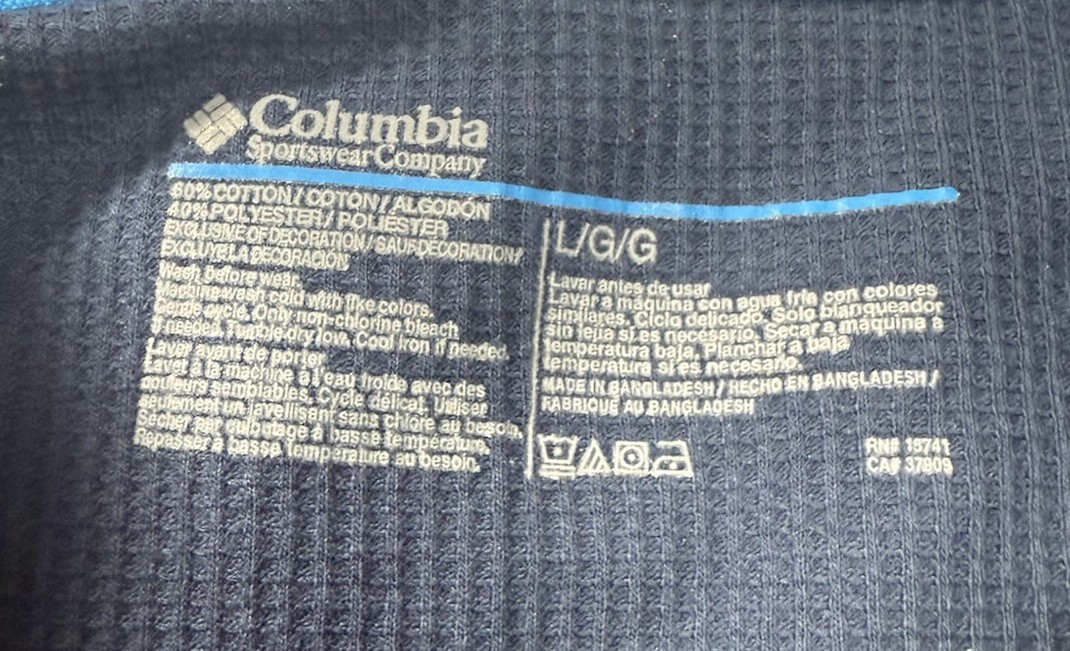 Columbia
Sportswear Company
60% COTTON / COTON / ALGODÓN
40% POLYESTER / POLIÉSTER
EXCLUSIVE OF DECORATION / SAUF DÉCORATION /
EXCLUYE LA DECORACIÓN
Wash before wear.
Machine wash cold with like colors.
Gentle cycle. Only non-chlorine bleach
if needed. Tumble dry low. Cool iron if needed.
Laver avant de porter
Laver à la machine à l'eau froide avec des
couleurs semblables. Cycle délicat. Utiliser
seulement un javellisant sans chlore au besoin.
Sécher par culbutage à basse température.
Repasser à basse température au besoin.
L/G/G
Lavar antes de usar
Lavar a máquina con agua fría con colores
similares. Ciclo delicado. Solo blanqueador
sin lejía si es necesario. Secar a máquina a
temperatura baja. Planchar a baja
temperatura si es necesario.
MADE IN BANGLADESH / HECHO EN BANGLADESH /
FABRIQUÉ AU BANGLADESH
RN# 15741
CA# 37909